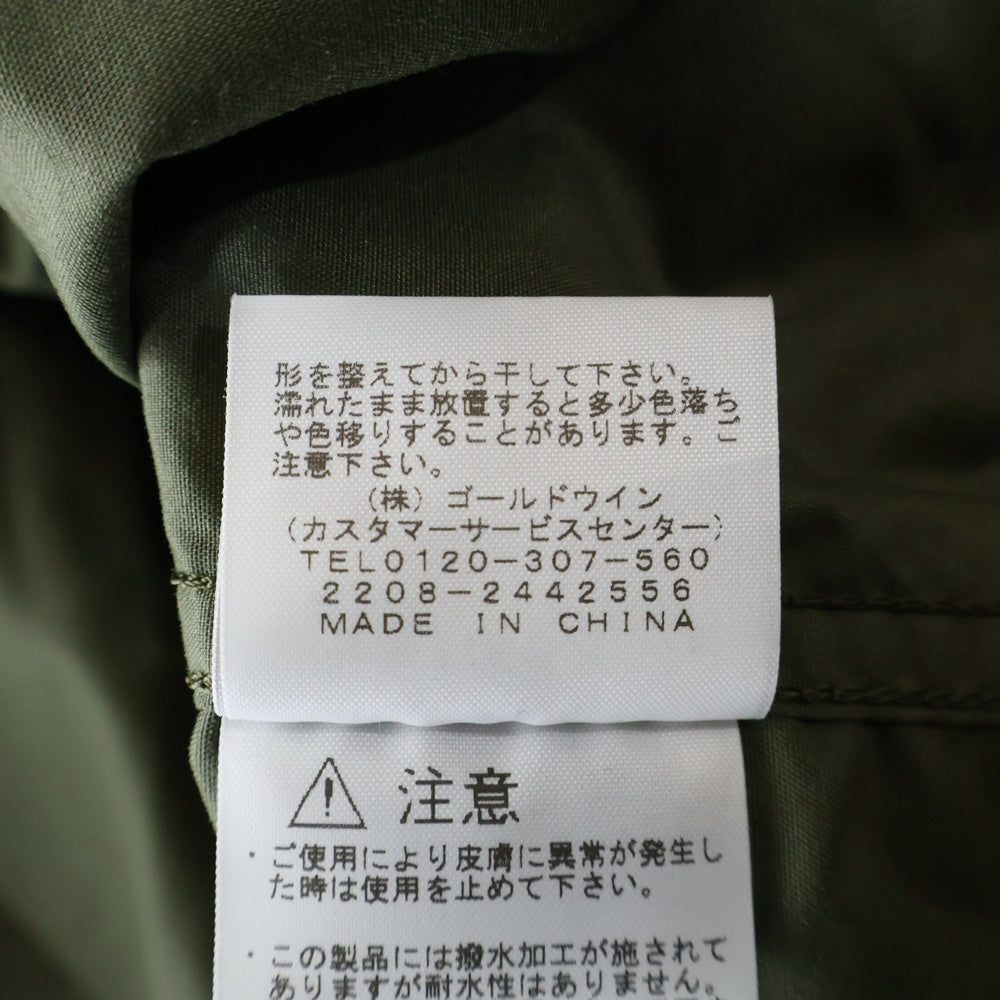 形を整えてから干して下さい。
濡れたまま放置すると多少色落ち
や色移りすることがあります。ご
注意下さい。
（株）ゴールドウイン
（カスタマーサービスセンター）
TEL0120-307-560
2208-2442556
MADE IN CHINA
注意
・ご使用により皮膚に異常が発生し
た時は使用を止めて下さい。
・この製品には撥水加工が施されて
ありますが耐水性はありません。